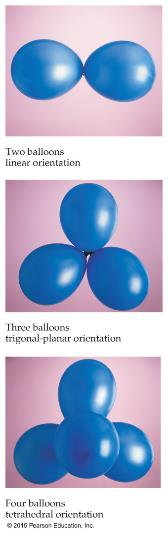 Two balloons
linear orientation
Three balloons
trigonal-planar orientation
Four balloons
tetrahedral orientation
© 2015 Pearson Education, Inc.